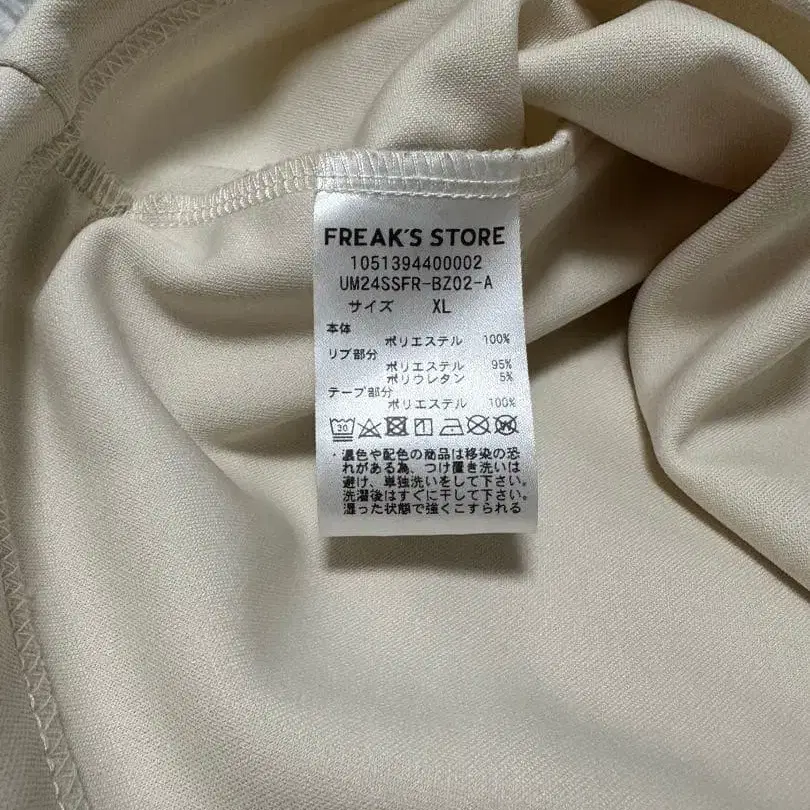 FREAK'S STORE
1051394400002
UM24SSFR-BZ02-A
サイズ XL
本体
ポリエステル 100%
リブ部分
ポリエステル 95%
ポリウレタン 5%
テープ部分
ポリエステル 100%
30
・濃色や配色の商品は移染の恐
れがある為、つけ置き洗いは
避け、単独洗いをして下さい。
洗濯後はすぐに干して下さい。
湿った状態で強くこすられる